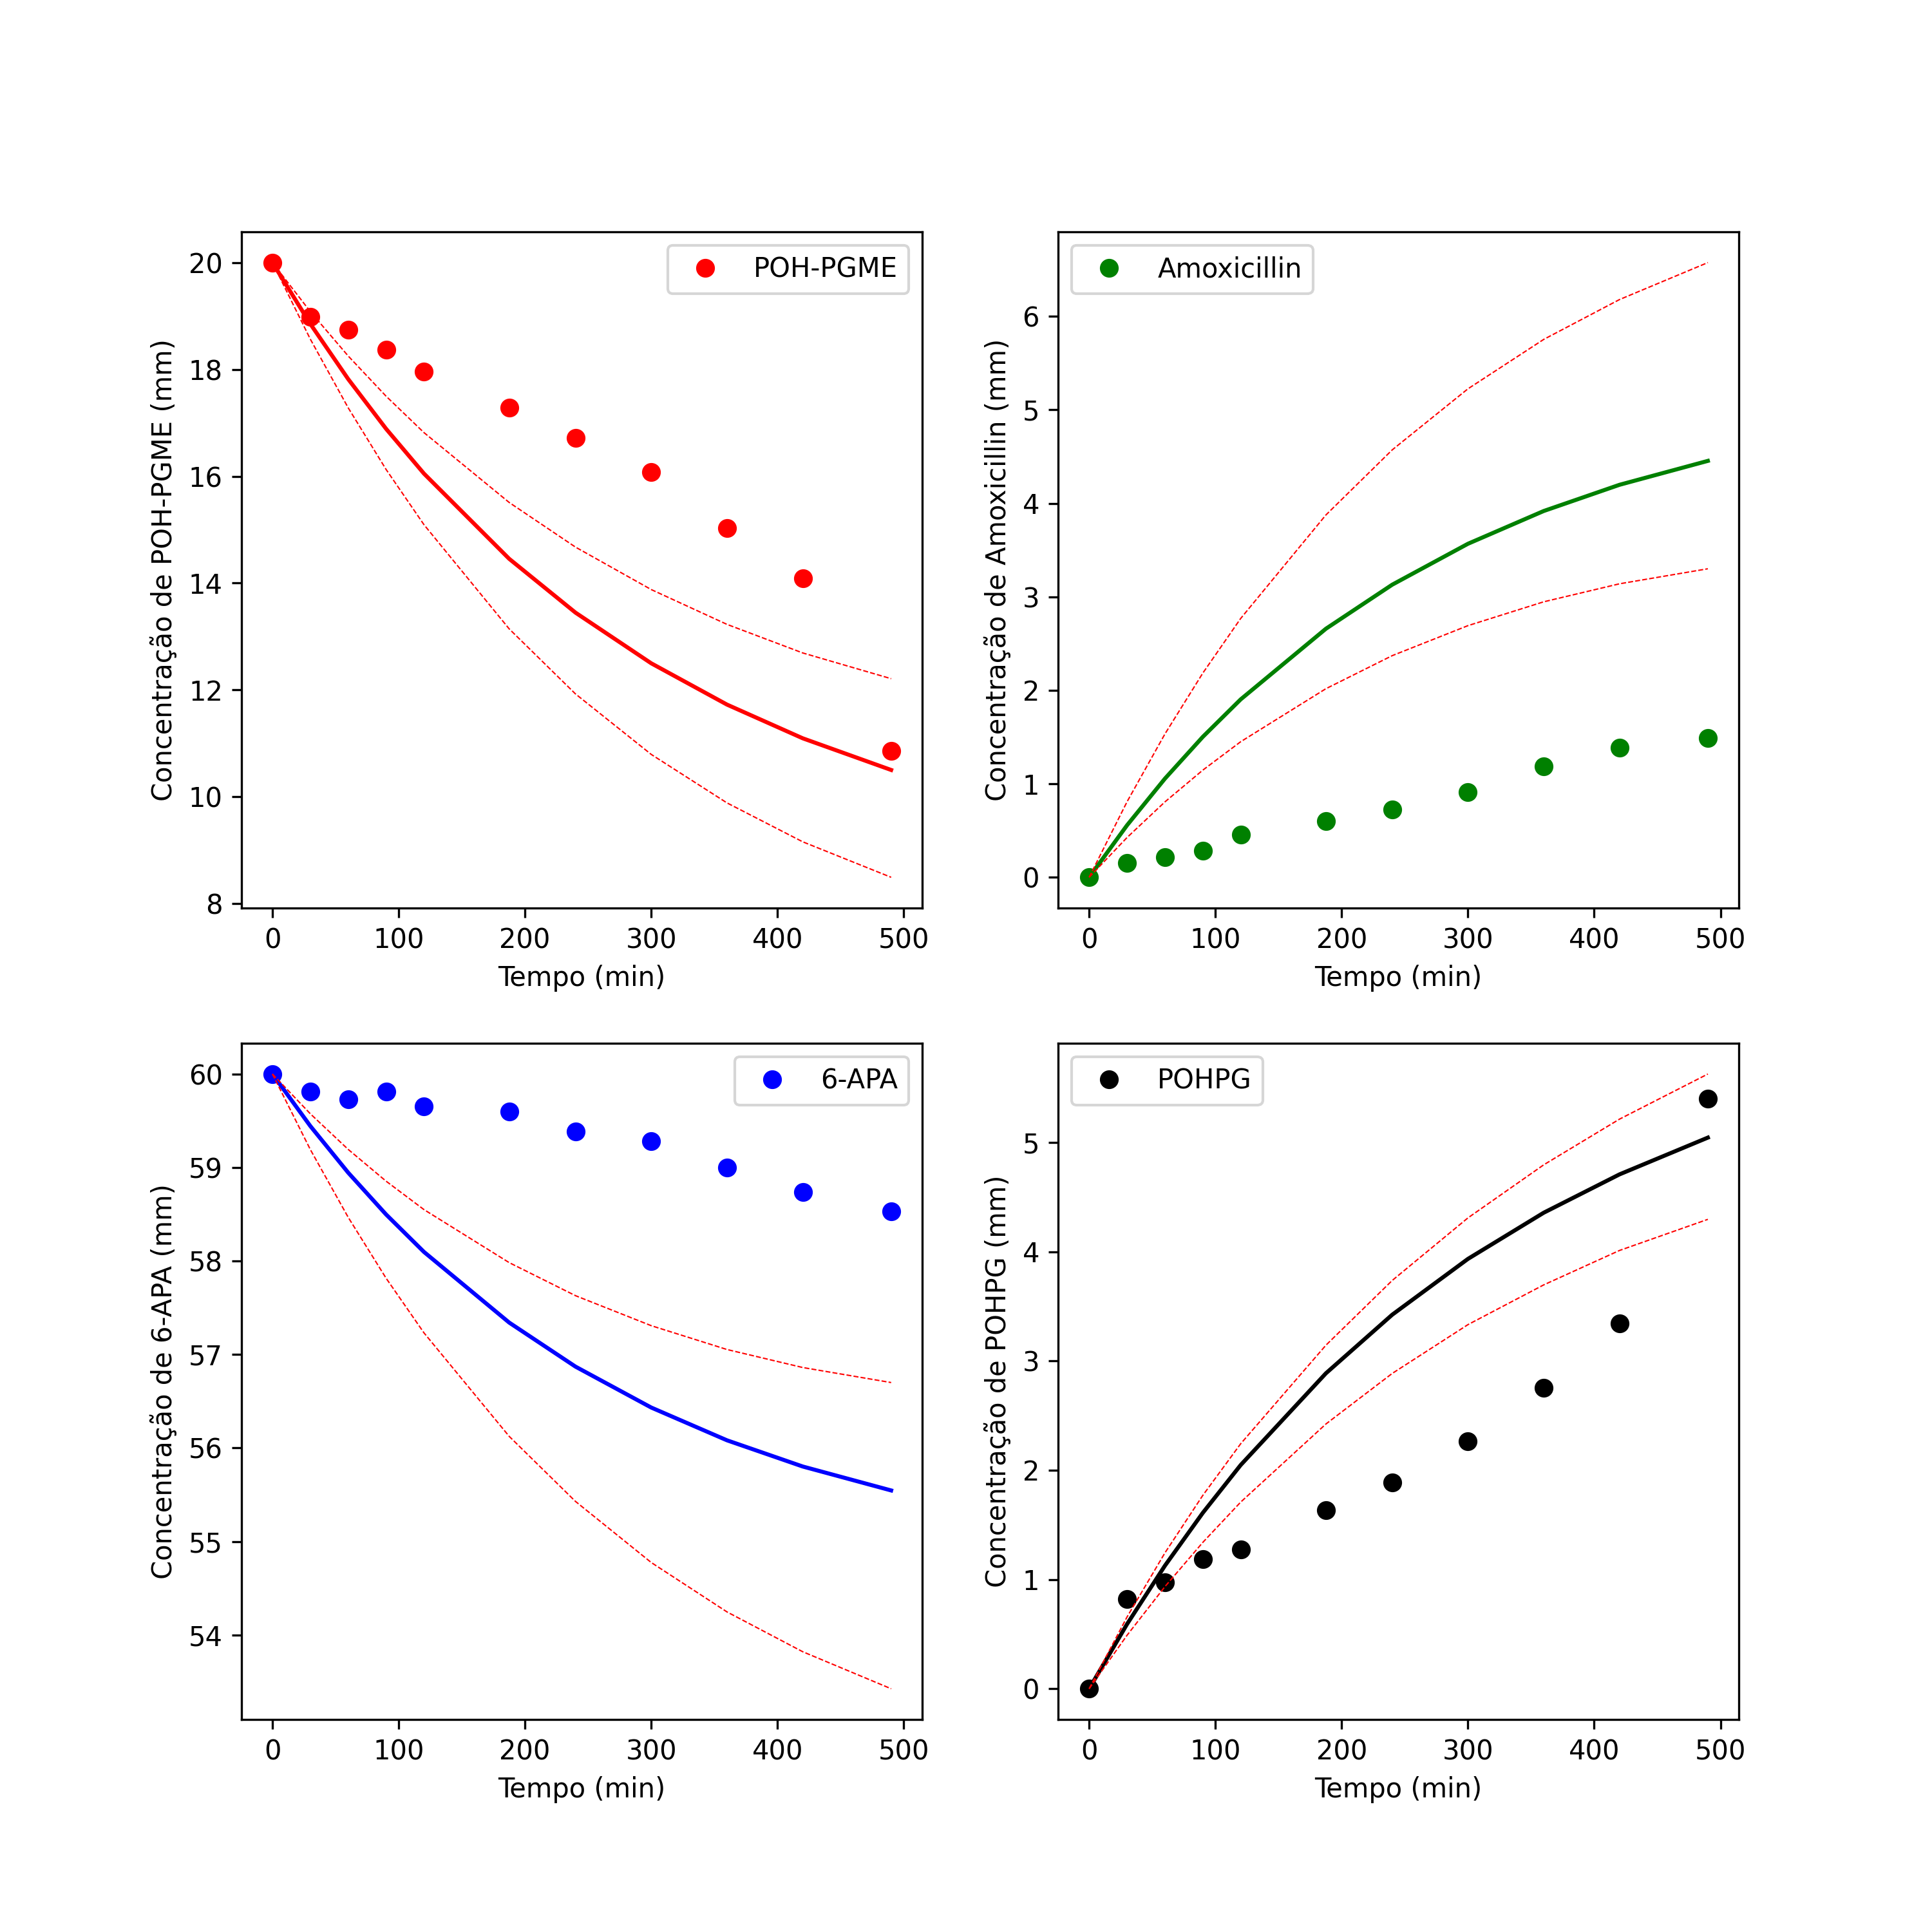 POH-PGME
Concentração de POH-PGME (mm)
20
18
16
14
12
10
8
0 100 200 300 400 500
Tempo (min)
Amoxicillin
Concentração de Amoxicillin (mm)
6
5
4
3
2
1
0
0 100 200 300 400 500
Tempo (min)
6-APA
Concentração de 6-APA (mm)
60
59
58
57
56
55
54
0 100 200 300 400 500
Tempo (min)
POHPG
Concentração de POHPG (mm)
5
4
3
2
1
0
0 100 200 300 400 500
Tempo (min)